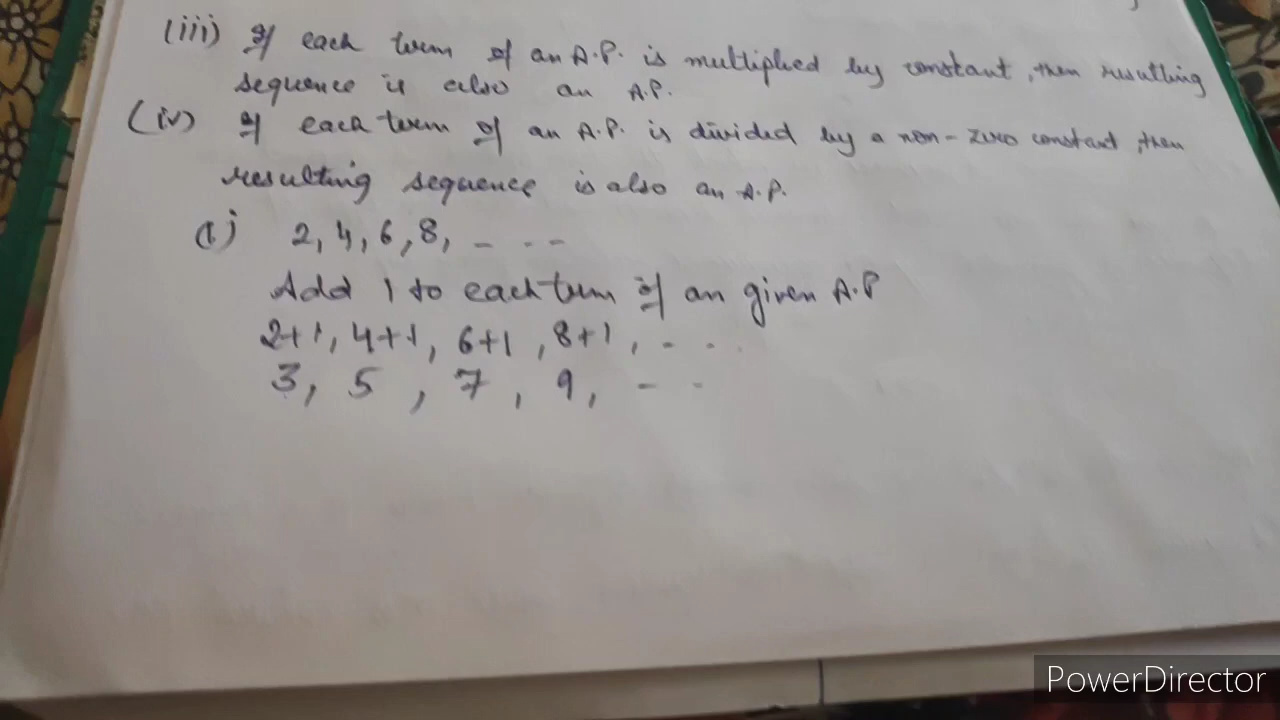 (iii) If each term of an A.P. is multiplied by constant, then resulting
sequence is also an A.P.
(iv) If each term of an A.P. is divided by a non-zero constant, then
resulting sequence is also an A.P.
(i) 2, 4, 6, 8, - - -
Add 1 to each term of an given A.P
2+1, 4+1, 6+1, 8+1, - - -
3, 5, 7, 9, - -
PowerDirector